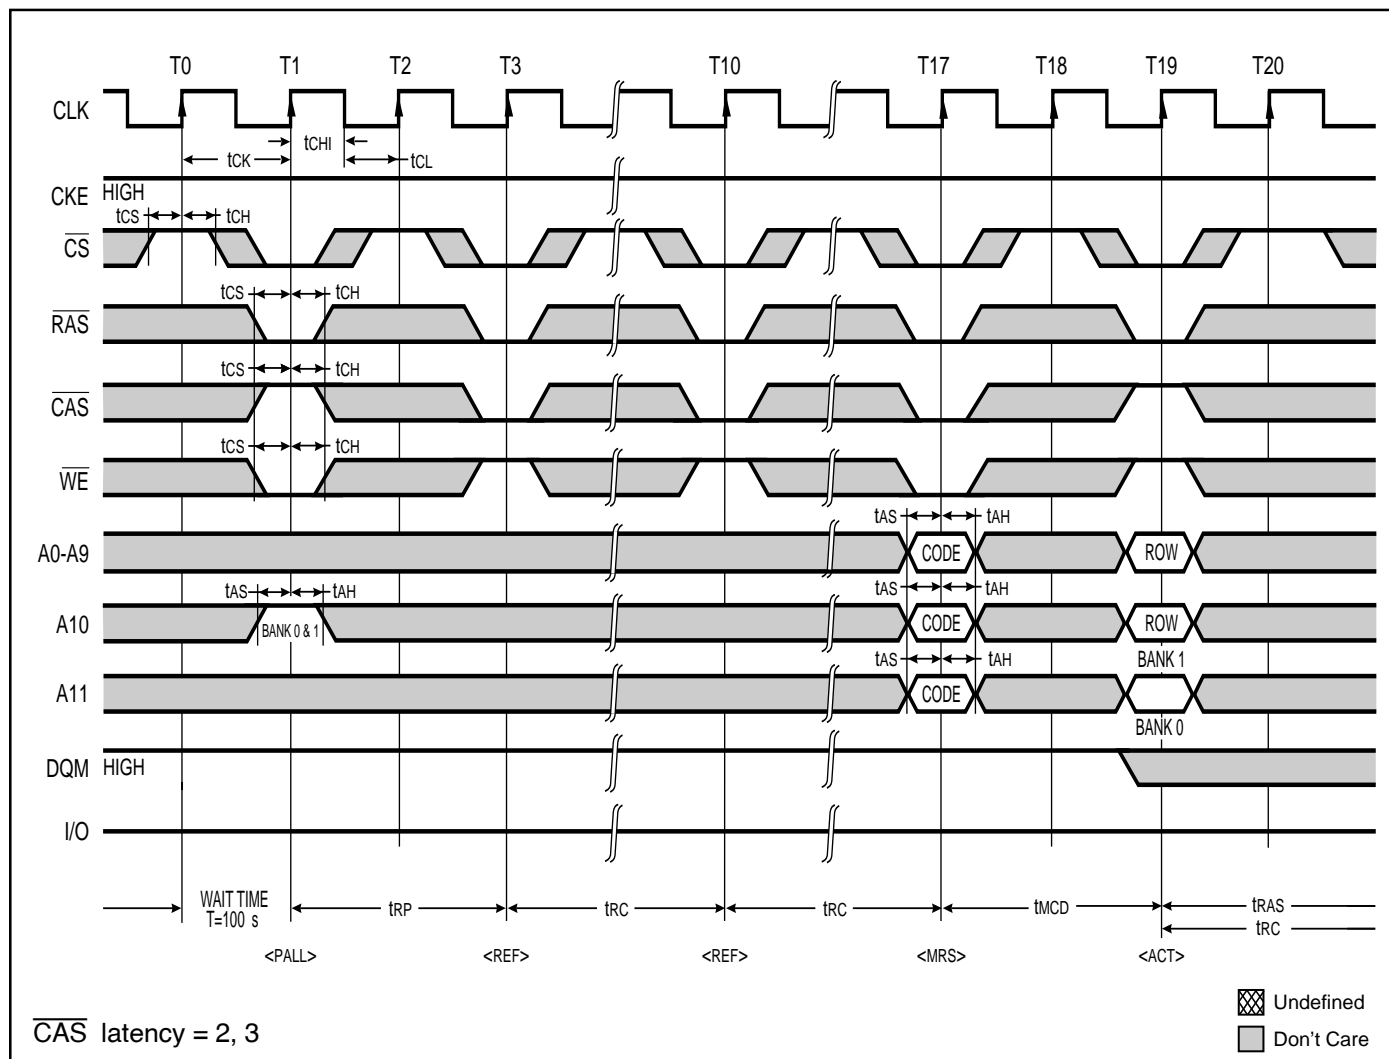 T0 T1 T2 T3 T10 T17 T18 T19 T20
CLK
tCHI
tCK tCL
CKE HIGH
tCS tCH
CS
tCS tCH
RAS
tCS tCH
CAS
tCS tCH
WE
tAS tAH
A0-A9 CODE ROW
tAS tAH tAS tAH
A10 BANK 0 & 1 CODE ROW
tAS tAH BANK 1
A11 CODE
BANK 0
DQM HIGH
I/O
WAIT TIME
T=100 s
tRP tRC tRC tMCD tRAS
tRC
<PALL> <REF> <REF> <MRS> <ACT>
Undefined
CAS latency = 2, 3
Don't Care